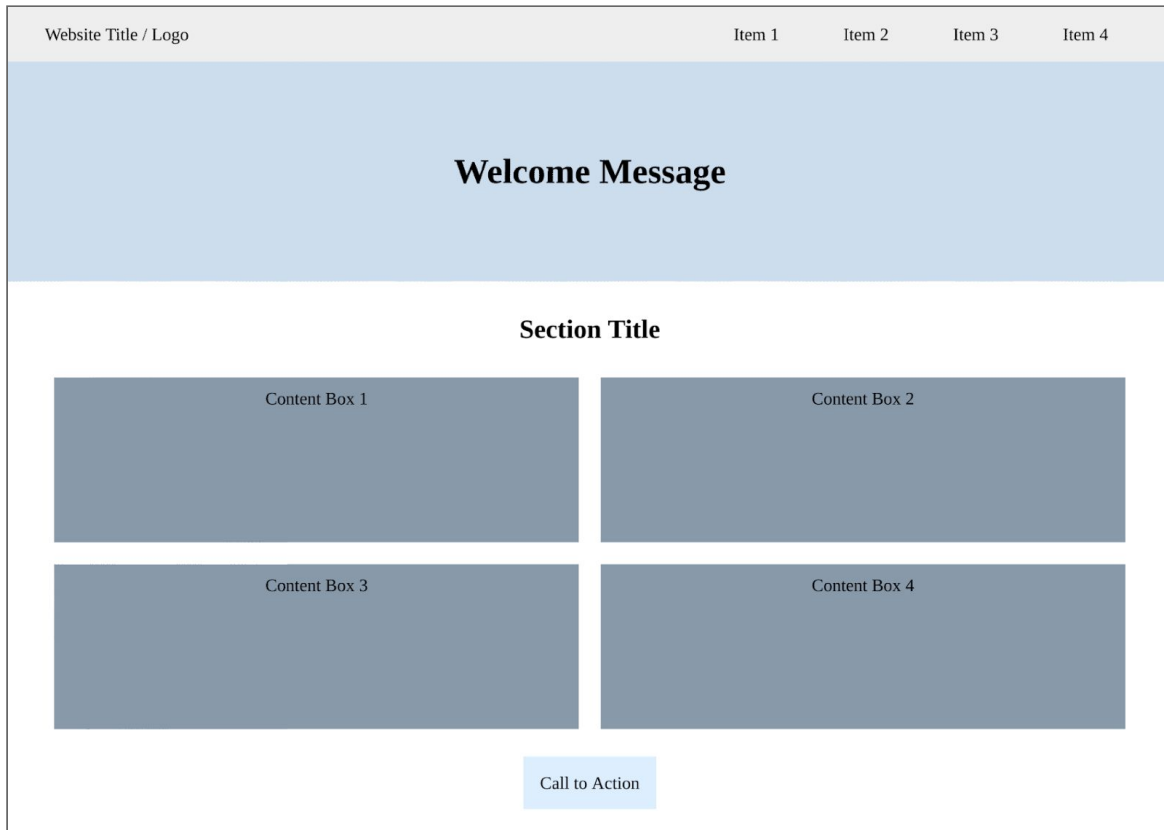 Website Title / Logo Item 1 Item 2 Item 3 Item 4
Welcome Message
Section Title
Content Box 1 Content Box 2
Content Box 3 Content Box 4
Call to Action